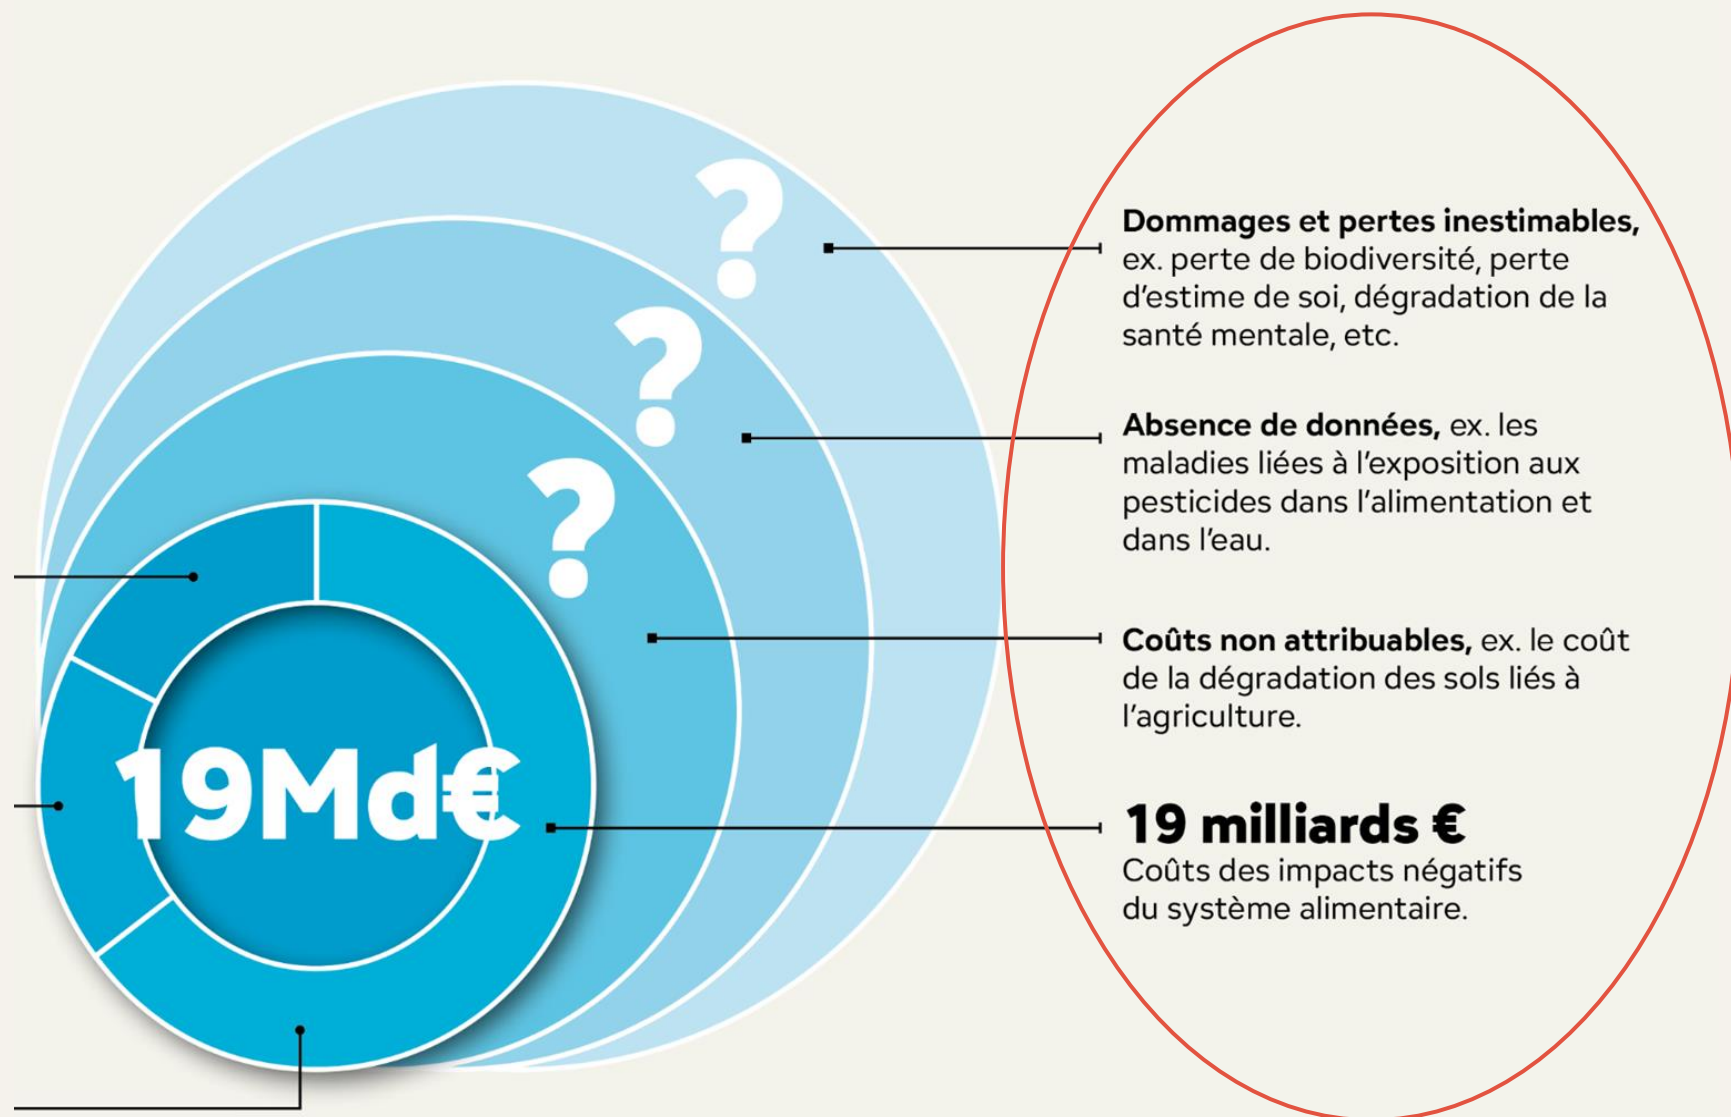 ?
Dommages et pertes inestimables,
ex. perte de biodiversité, perte
d’estime de soi, dégradation de la
santé mentale, etc.
?
Absence de données, ex. les
maladies liées à l’exposition aux
pesticides dans l’alimentation et
dans l’eau.
?
Coûts non attribuables, ex. le coût
de la dégradation des sols liés à
l’agriculture.
19Md€
19 milliards €
Coûts des impacts négatifs
du système alimentaire.